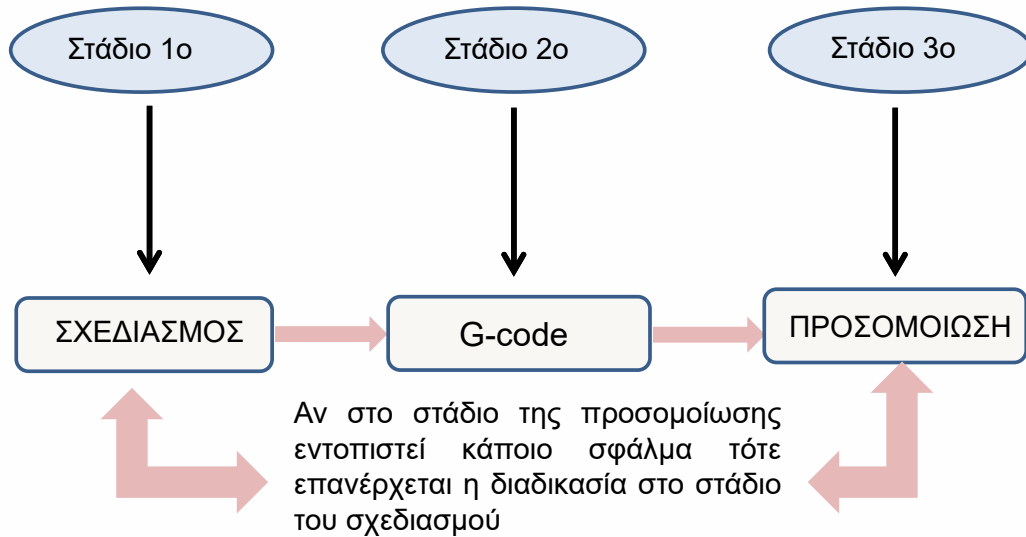 Στάδιο 1ο
Στάδιο 2ο
Στάδιο 3ο
ΣΧΕΔΙΑΣΜΟΣ
G-code
ΠΡΟΣΟΜΟΙΩΣΗ
Αν στο στάδιο της προσομοίωσης
εντοπιστεί κάποιο σφάλμα τότε
επανέρχεται η διαδικασία στο στάδιο
του σχεδιασμού